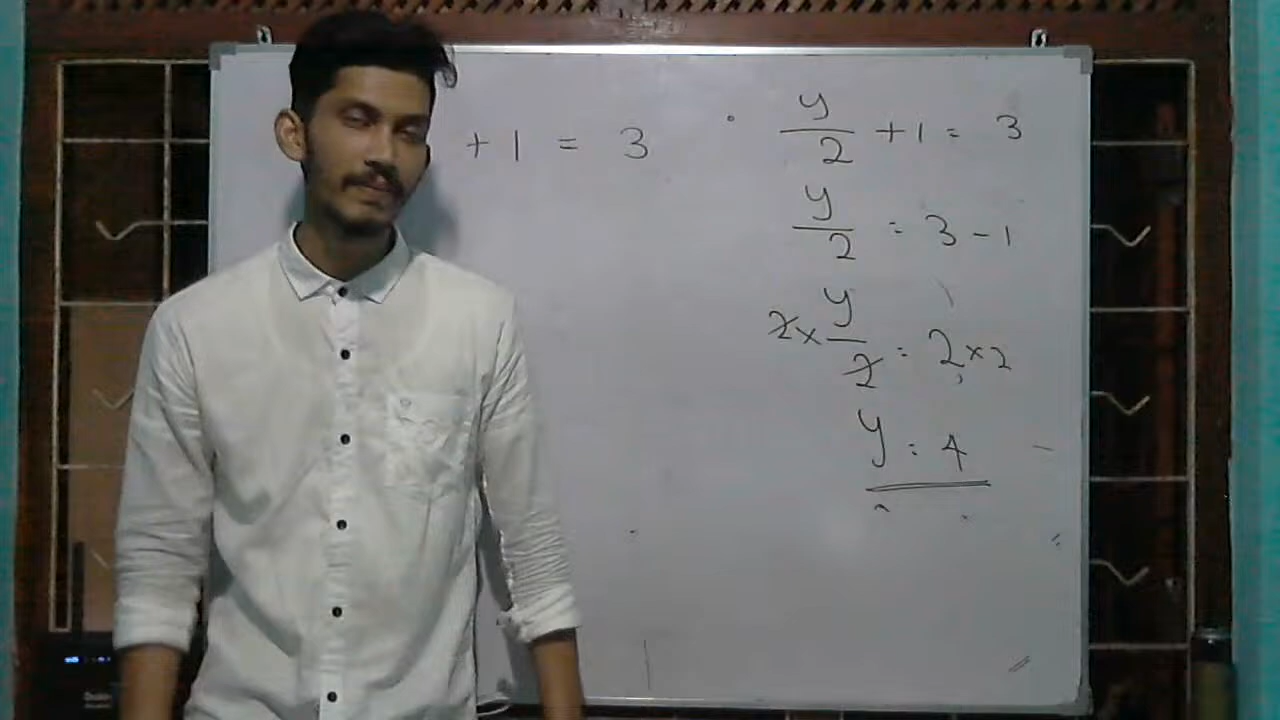 + 1 = 3
y/2 + 1 = 3
y/2 = 3 - 1
2 × y/2 = 2 × 2
y = 4